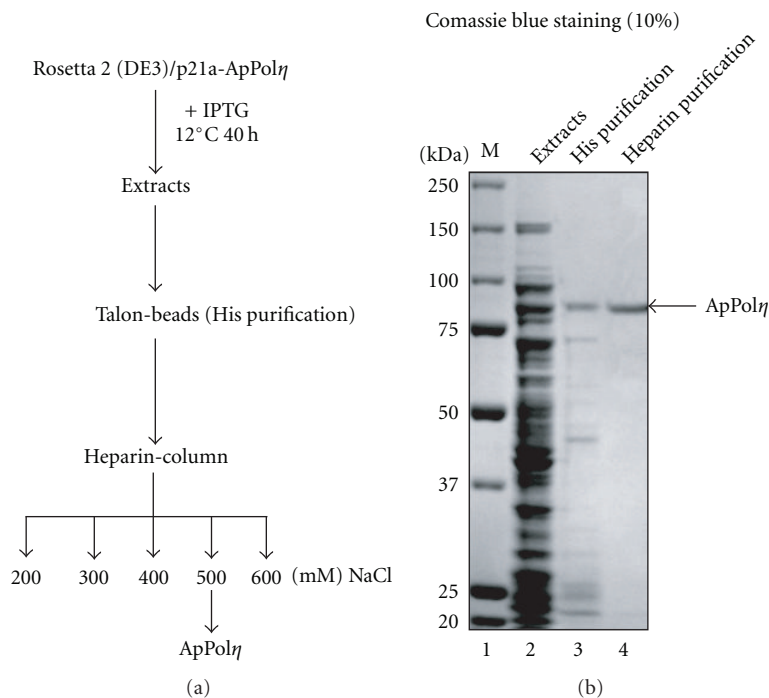 Rosetta 2 (DE3)/p21a-ApPolη
+ IPTG
12°C 40 h
Extracts
Talon-beads (His purification)
Heparin-column
200 300 400 500 600 (mM) NaCl
ApPolη
(a)
Comassie blue staining (10%)
(kDa) M Extracts His purification Heparin purification
250
150
100
ApPolη
75
50
37
25
20
1 2 3 4
(b)